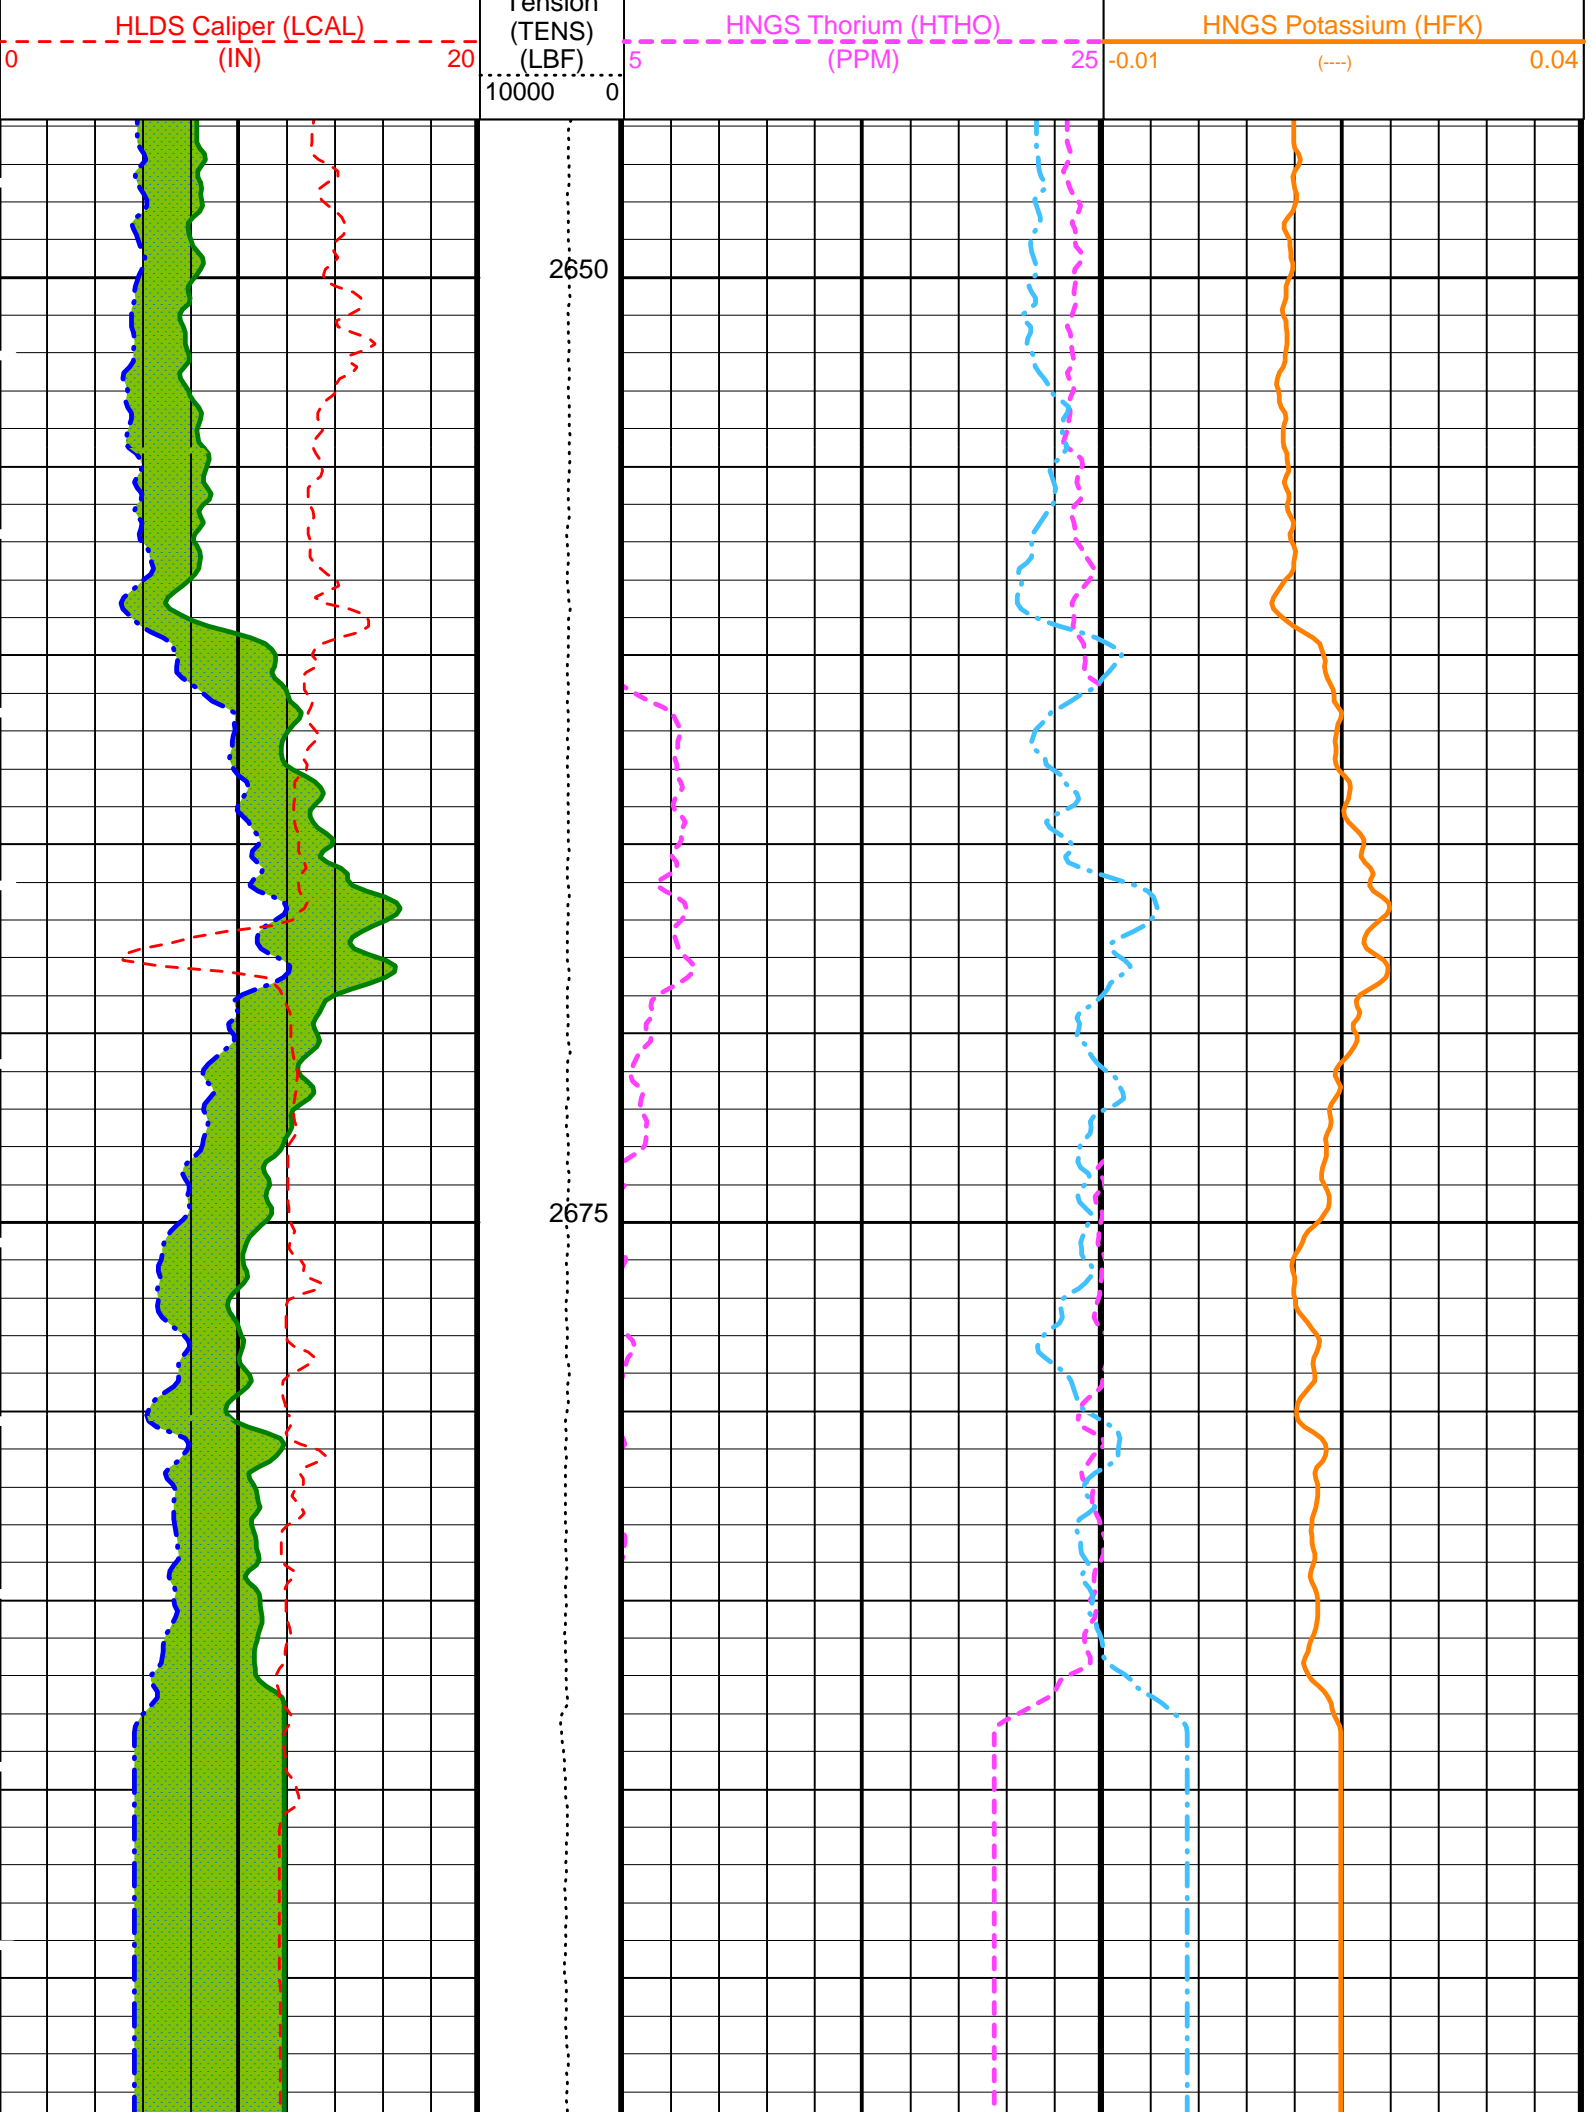 HLDS Caliper (LCAL)
(IN)
0 20
Tension
(TENS)
(LBF)
10000 0
HNGS Thorium (HTHO)
(PPM)
5 25
HNGS Potassium (HFK)
(----)
-0.01 0.04
2650
2675